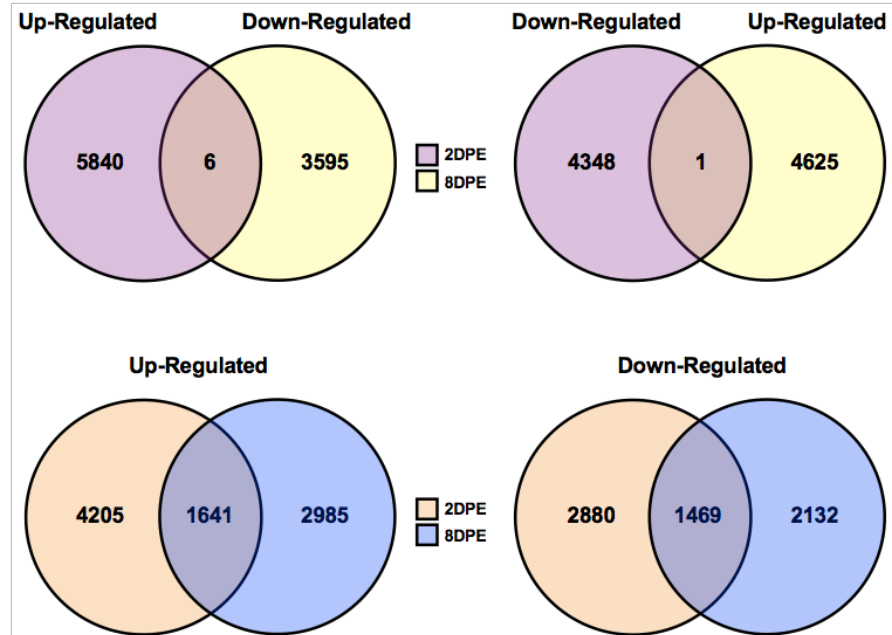 Up-Regulated Down-Regulated Down-Regulated Up-Regulated
5840 6 3595 2DPE 4348 1 4625
8DPE
Up-Regulated Down-Regulated
4205 1641 2985 2DPE 2880 1469 2132
8DPE